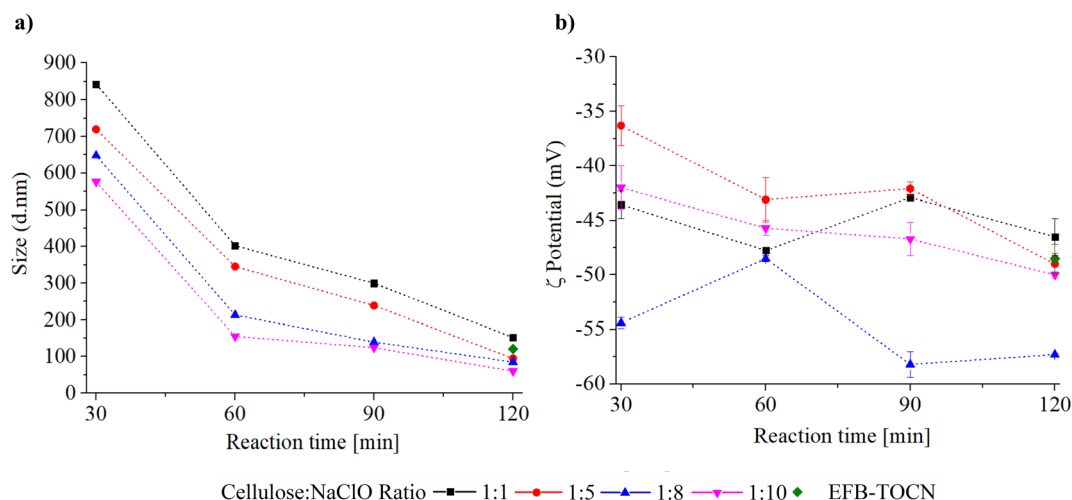 a)
900
800
700
600
500
400
300
200
100
0
Size (d.nm)
30 60 90 120
Reaction time [min]
b)
-30
-35
-40
-45
-50
-55
-60
ζ Potential (mV)
30 60 90 120
Reaction time [min]
Cellulose:NaClO Ratio 1:1 1:5 1:8 1:10 EFB-TOCN